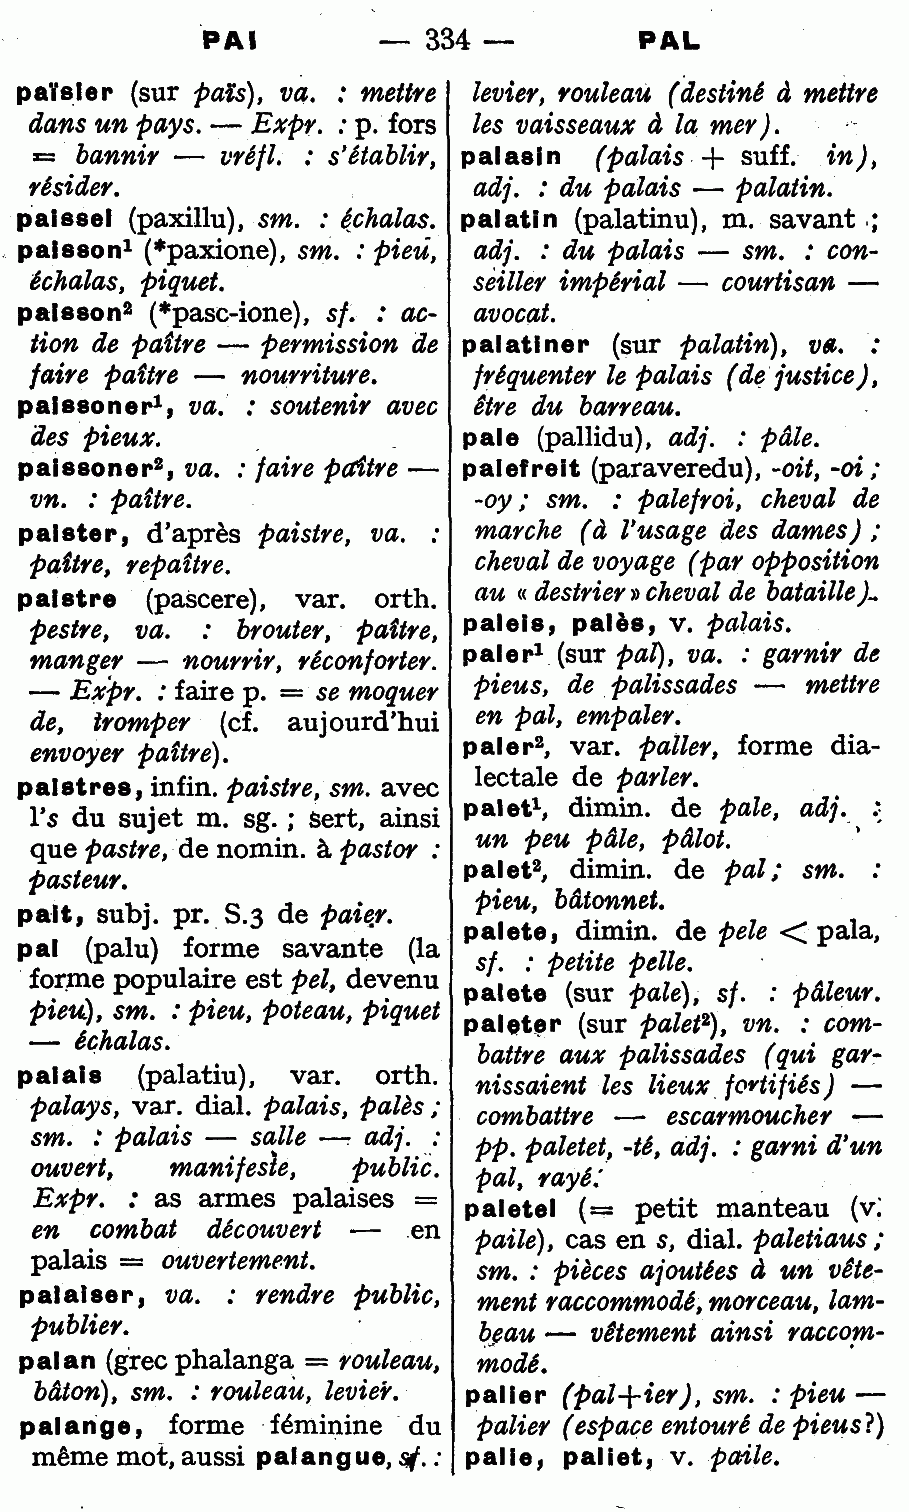 PAI — 334 — PAL
païsier (sur païs), va. : mettre
dans un pays. — Expr. : p. fors
= bannir — vréfl. : s'établir,
résider.
paissel (paxillu), sm. : échalas.
paisson¹ (*paxione), sm. : pieu,
échalas, piquet.
paisson² (*pasc-ione), sf. : ac-
tion de paître — permission de
faire paître — nourriture.
paissoner¹, va. : soutenir avec
des pieux.
paissoner², va. : faire paître —
vn. : paître.
paister, d'après paistre, va. :
paître, repaître.
paistre (pascere), var. orth.
pestre, va. : brouter, paître,
manger — nourrir, réconforter.
— Expr. : faire p. = se moquer
de, tromper (cf. aujourd'hui
envoyer paître).
paistres, infin. paistre, sm. avec
l's du sujet m. sg. ; sert, ainsi
que pastre, de nomin. à pastor :
pasteur.
pait, subj. pr. S.3 de paier.
pal (palu) forme savante (la
forme populaire est pel, devenu
pieu), sm. : pieu, poteau, piquet
— échalas.
palais (palatiu), var. orth.
palays, var. dial. palais, palès ;
sm. : palais — salle — adj. :
ouvert, manifeste, public.
Expr. : as armes palaises =
en combat découvert — en
palais = ouvertement.
palaiser, va. : rendre public,
publier.
palan (grec phalanga = rouleau,
bâton), sm. : rouleau, levier.
palange, forme féminine du
même mot, aussi palangue, sf. :
levier, rouleau (destiné à mettre
les vaisseaux à la mer).
palasin (palais + suff. in),
adj. : du palais — palatin.
palatin (palatinu), m. savant ;
adj. : du palais — sm. : con-
seiller impérial — courtisan —
avocat.
palatiner (sur palatin), va. :
fréquenter le palais (de justice),
être du barreau.
pale (pallidu), adj. : pâle.
palefreit (paraveredu), -oit, -oi ;
-oy ; sm. : palefroi, cheval de
marche (à l'usage des dames) ;
cheval de voyage (par opposition
au « destrier » cheval de bataille).
paleis, palès, v. palais.
paler¹ (sur pal), va. : garnir de
pieus, de palissades — mettre
en pal, empaler.
paler², var. paller, forme dia-
lectale de parler.
palet¹, dimin. de pale, adj. :
un peu pâle, pâlot.
palet², dimin. de pal ; sm. :
pieu, bâtonnet.
palete, dimin. de pele < pala,
sf. : petite pelle.
palete (sur pale), sf. : pâleur.
paleter (sur palet²), vn. : com-
battre aux palissades (qui gar-
nissaient les lieux fortifiés) —
combattre — escarmoucher —
pp. paletet, -té, adj. : garni d'un
pal, rayé.
paletel (= petit manteau (v.
paile), cas en s, dial. paletiaus ;
sm. : pièces ajoutées à un vête-
ment raccommodé, morceau, lam-
beau — vêtement ainsi raccom-
modé.
palier (pal+ier), sm. : pieu —
palier (espace entouré de pieus?)
palie, paliet, v. paile.